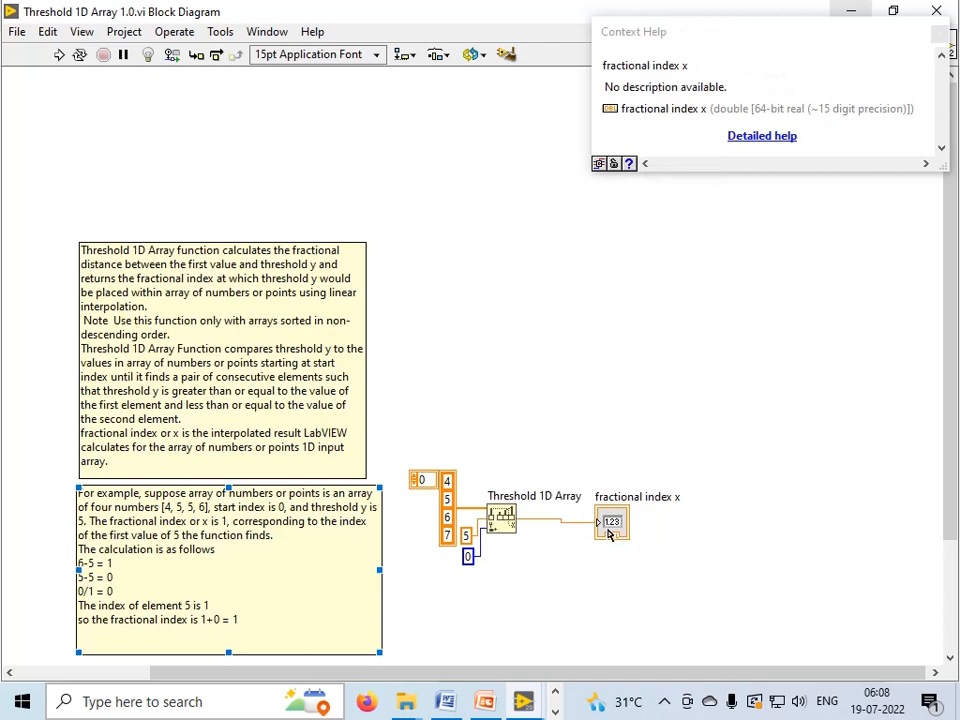 Threshold 1D Array 1.0.vi Block Diagram
File Edit View Project Operate Tools Window Help
15pt Application Font
Context Help
fractional index x
No description available.
DBL fractional index x (double [64-bit real (~15 digit precision)])
Detailed help
?
2
Threshold 1D Array function calculates the fractional
distance between the first value and threshold y and
returns the fractional index at which threshold y would
be placed within array of numbers or points using linear
interpolation.
Note Use this function only with arrays sorted in non-
descending order.
Threshold 1D Array Function compares threshold y to the
values in array of numbers or points starting at start
index until it finds a pair of consecutive elements such
that threshold y is greater than or equal to the value of
the first element and less than or equal to the value of
the second element.
fractional index or x is the interpolated result LabVIEW
calculates for the array of numbers or points 1D input
array.
For example, suppose array of numbers or points is an array
of four numbers [4, 5, 5, 6], start index is 0, and threshold y is
5. The fractional index or x is 1, corresponding to the index
of the first value of 5 the function finds.
The calculation is as follows
6-5 = 1
5-5 = 0
0/1 = 0
The index of element 5 is 1
so the fractional index is 1+0 = 1
0
4
5
6
7
5
0
Threshold 1D Array
fractional index x
1.23
Type here to search
31°C
ENG
06:08
19-07-2022
1